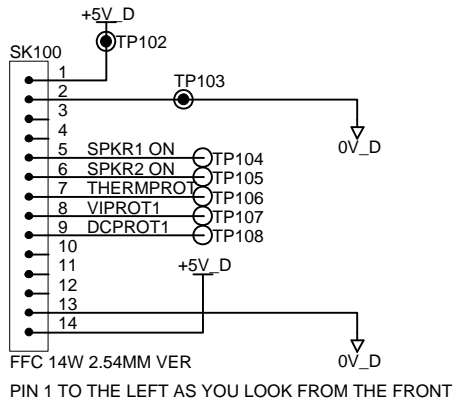 +5V_D
TP102
SK100
1
TP103
2
3
4
0V_D
5 SPKR1 ON TP104
6 SPKR2 ON TP105
7 THERMPROT TP106
8 VIPROT1 TP107
9 DCPROT1 TP108
10
11 +5V_D
12
13
14
FFC 14W 2.54MM VER 0V_D
PIN 1 TO THE LEFT AS YOU LOOK FROM THE FRONT